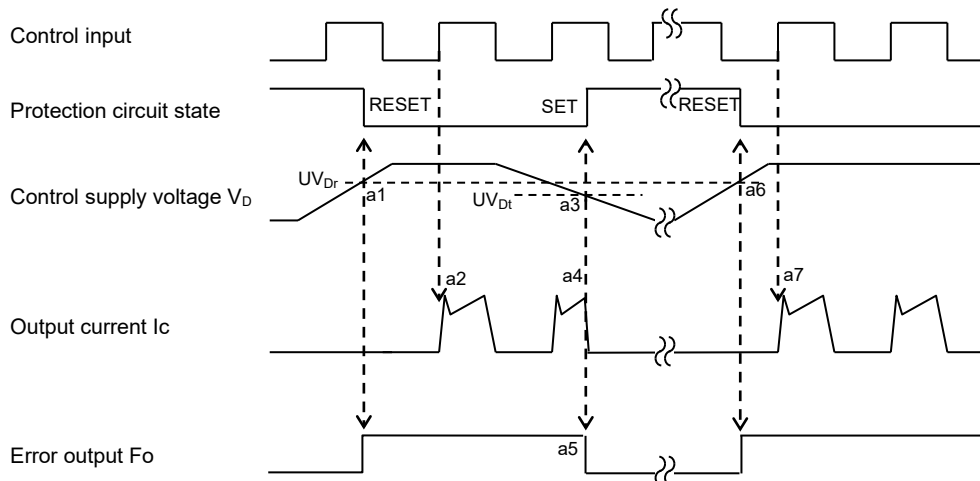 Control input
Protection circuit state
RESET
SET
RESET
Control supply voltage VD
UVDr
a1
UVDt
a3
a6
a2
a4
a7
Output current Ic
Error output Fo
a5